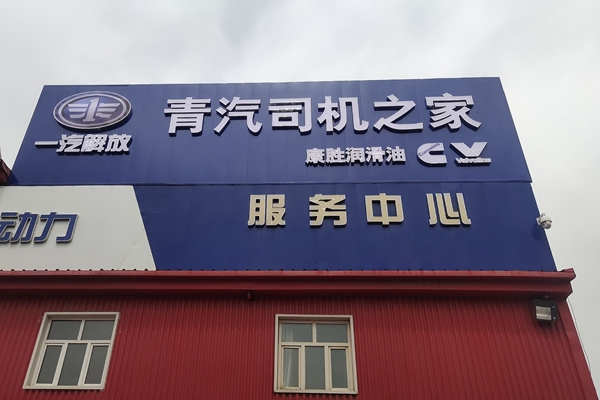 青汽司机之家
一汽解放
康胜润滑油 CV
服务中心
动力